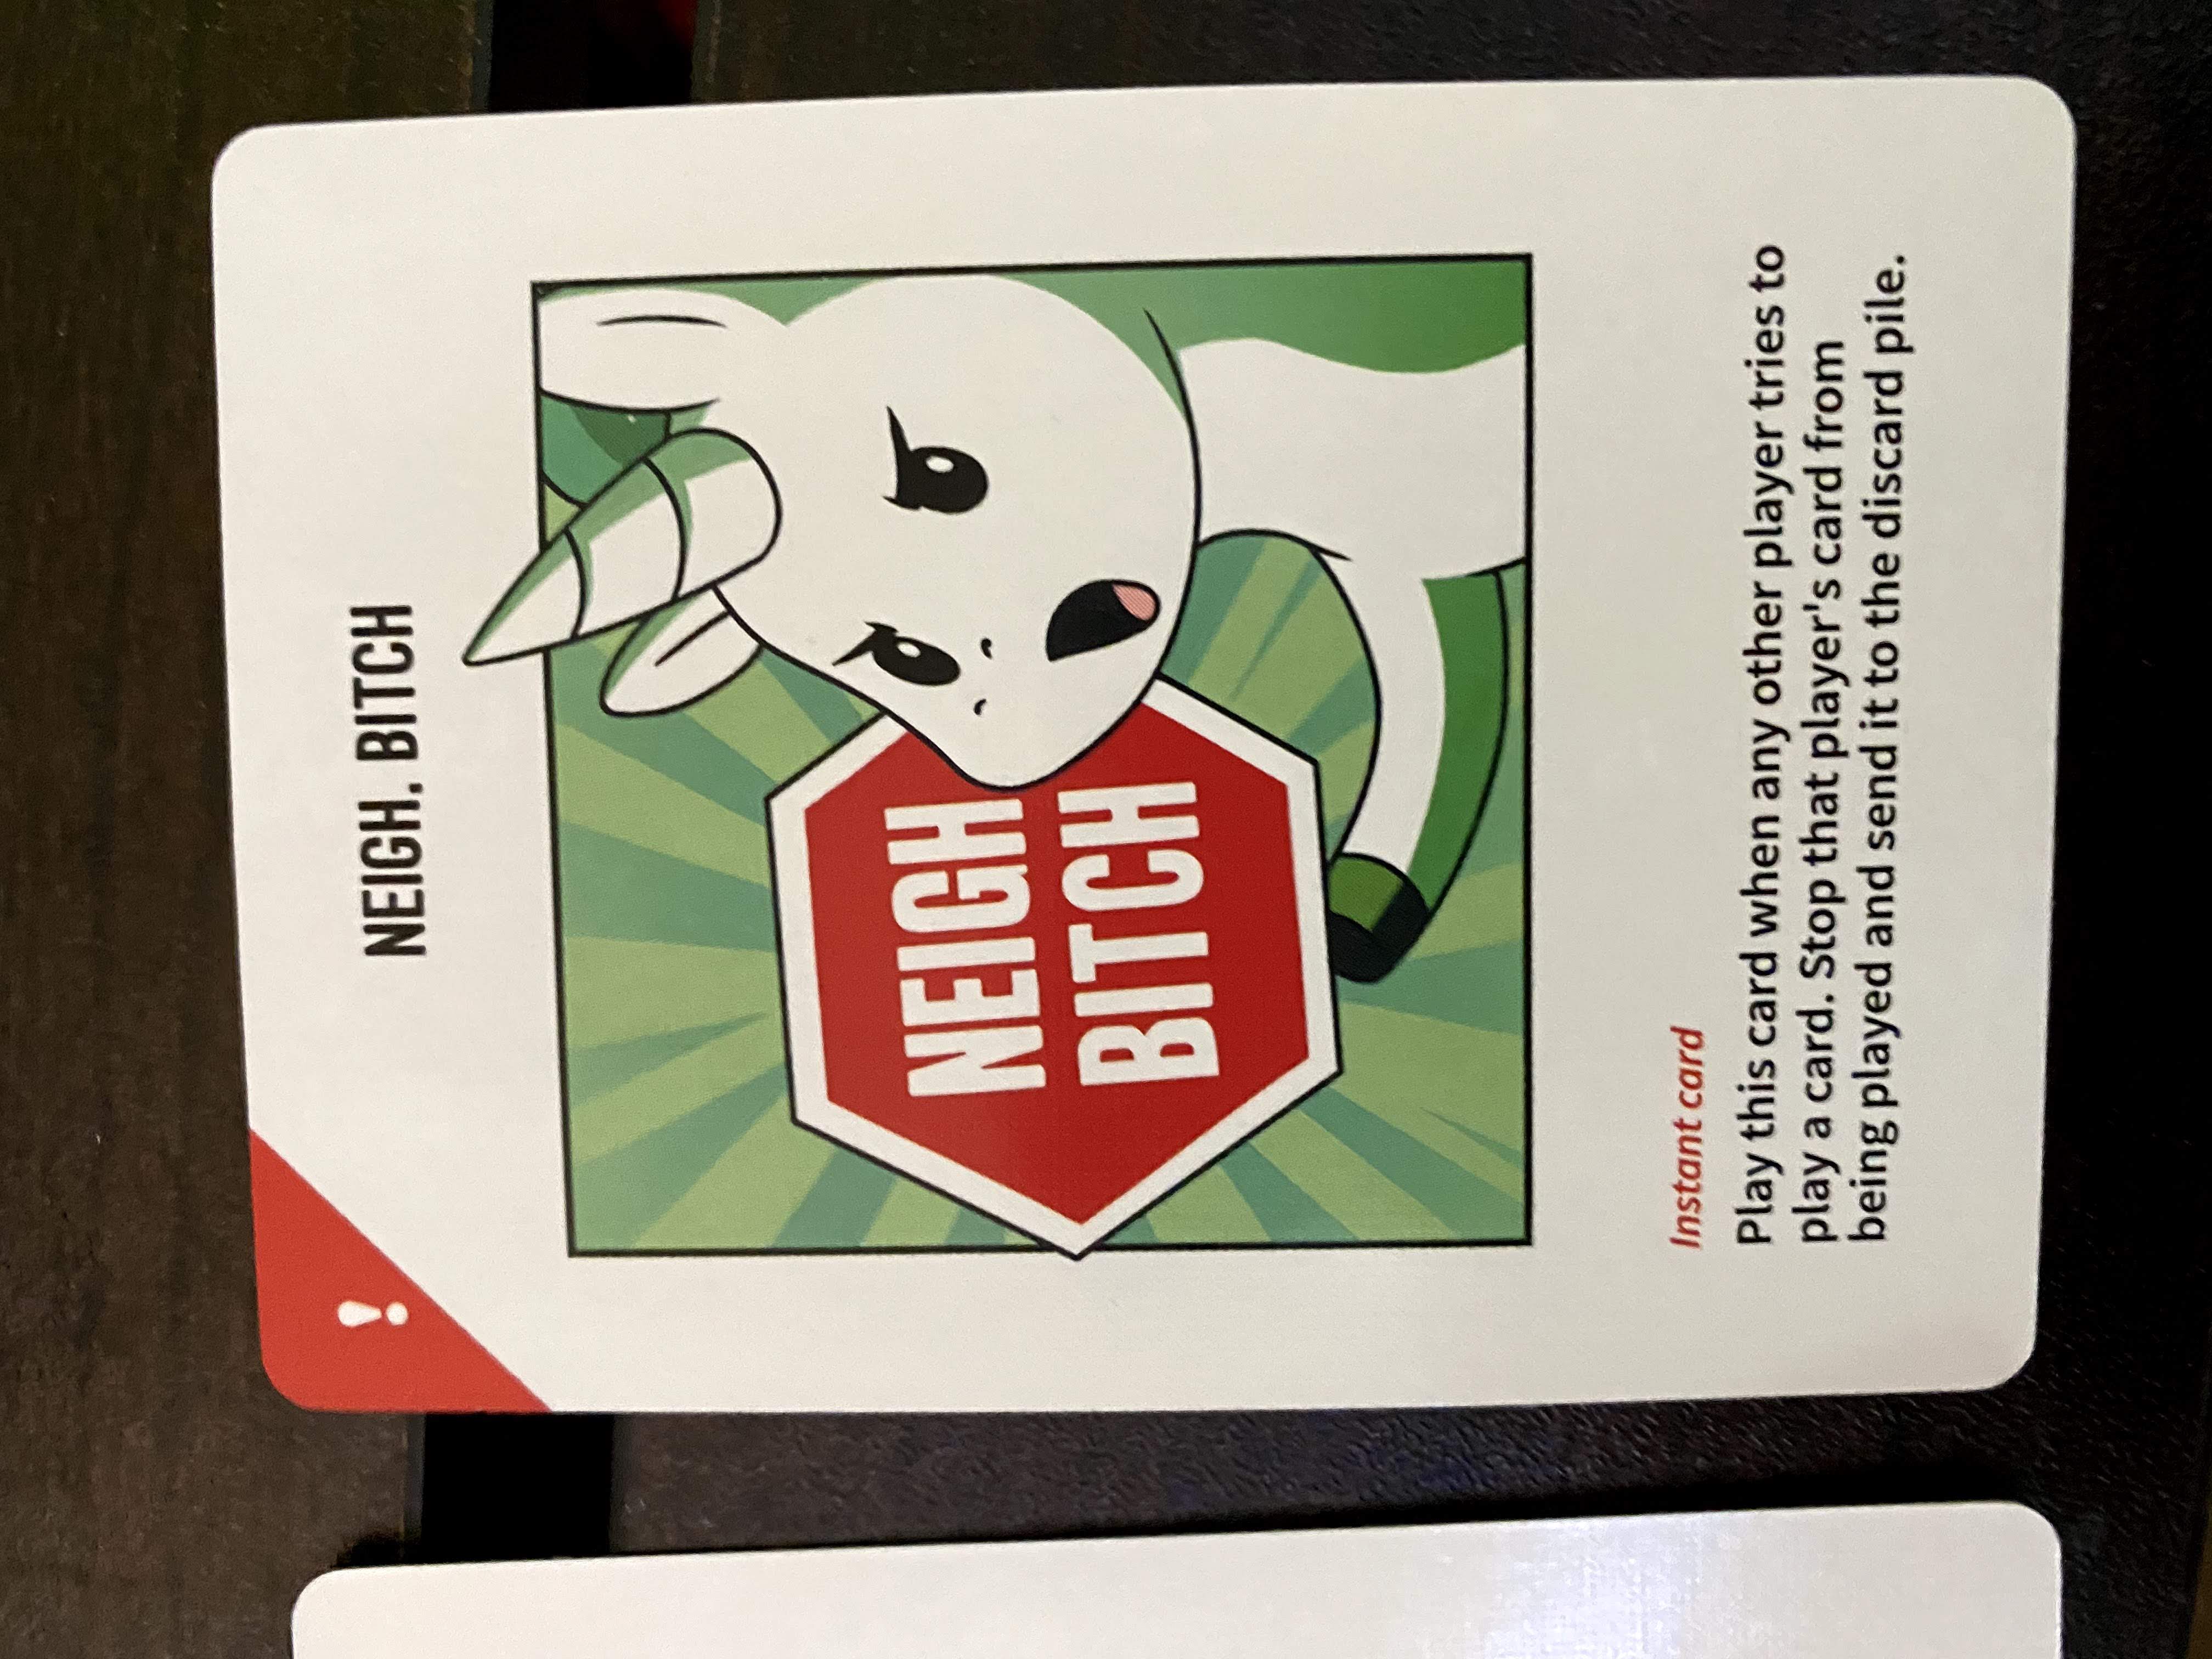 !
NEIGH. BITCH
NEIGH
BITCH
Instant card
Play this card when any other player tries to
play a card. Stop that player's card from
being played and send it to the discard pile.